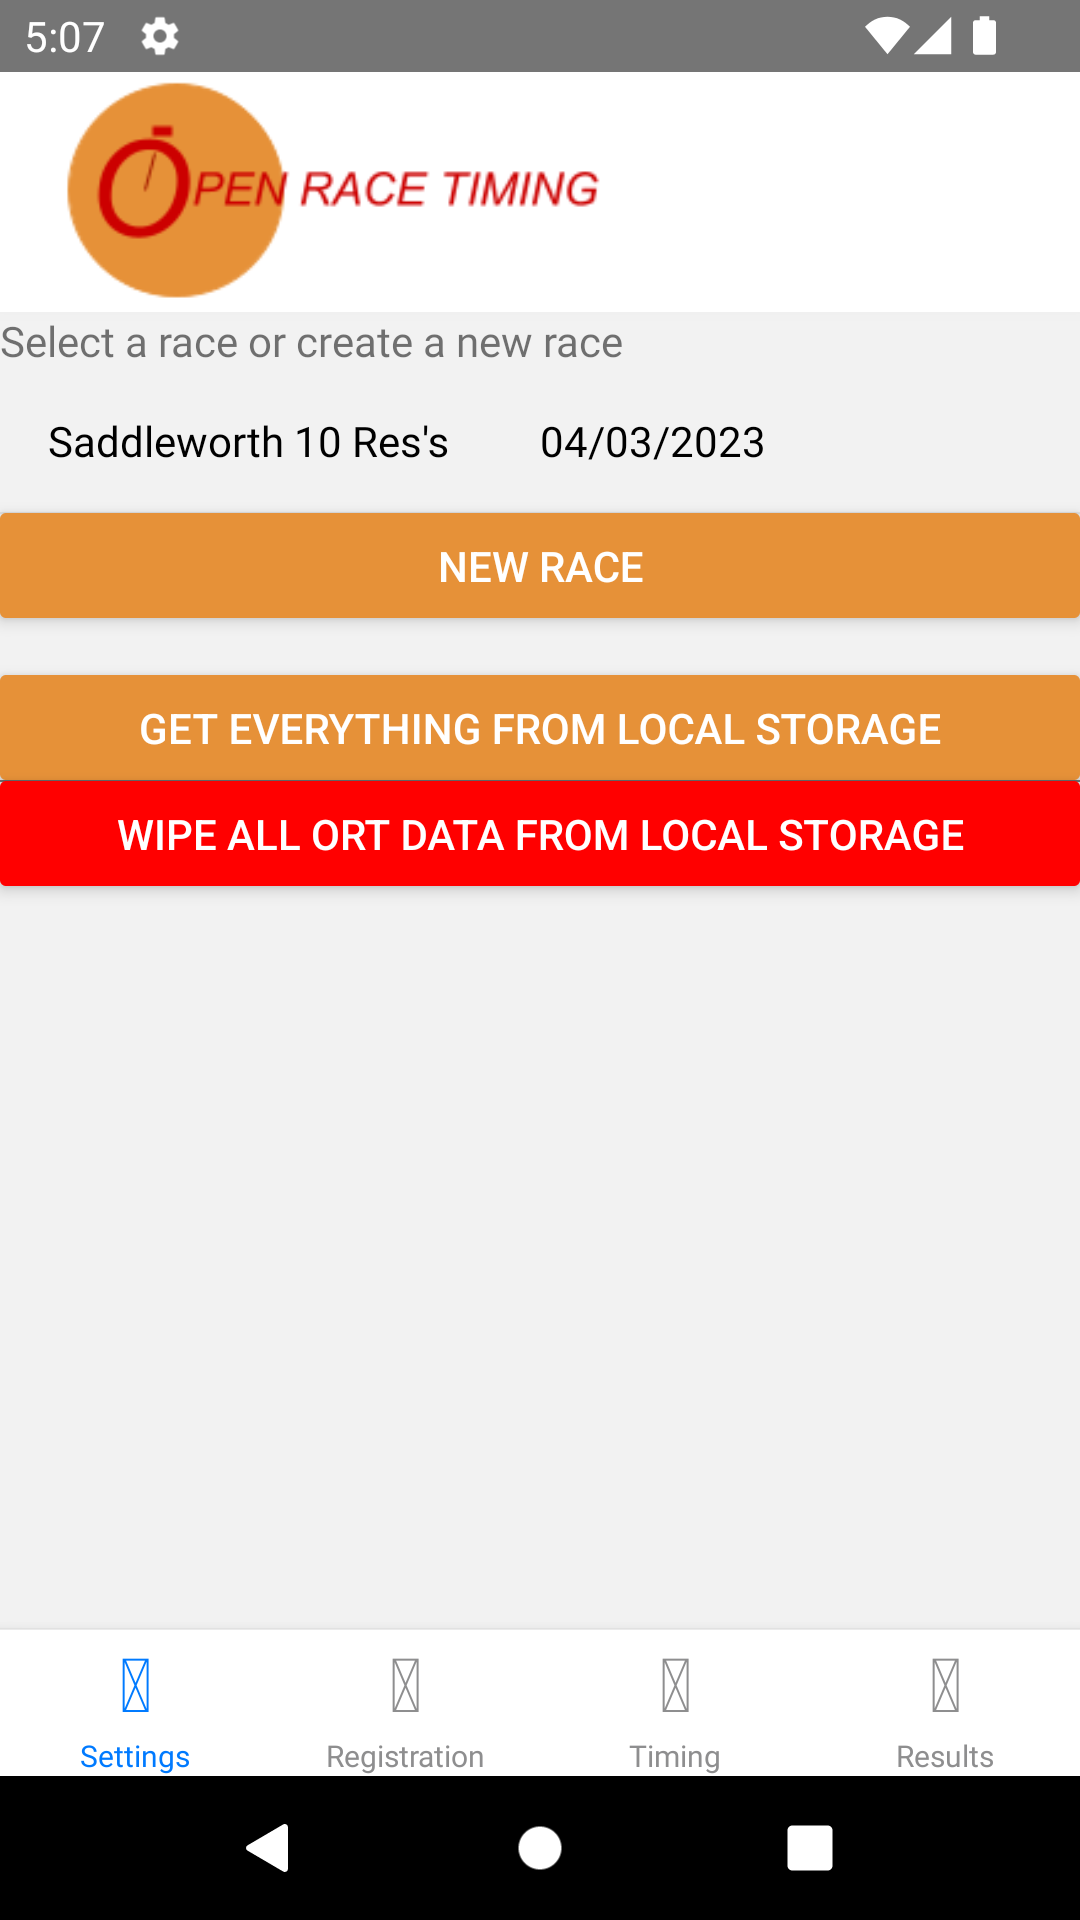 5:07
PEN RACE TIMING
Select a race or create a new race
Saddleworth 10 Res's 04/03/2023
NEW RACE
GET EVERYTHING FROM LOCAL STORAGE
WIPE ALL ORT DATA FROM LOCAL STORAGE
Settings Registration Timing Results